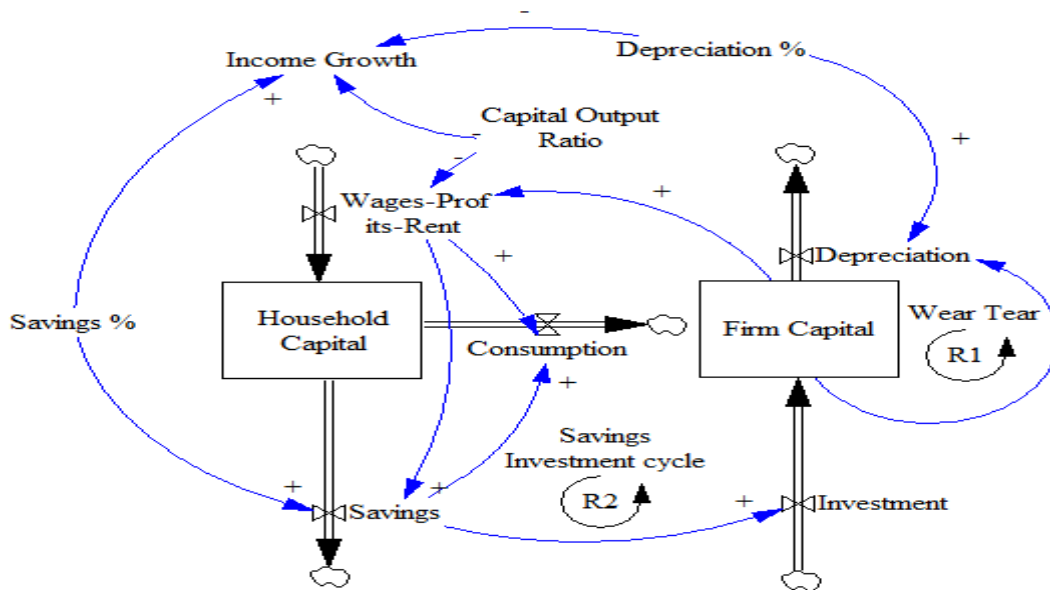 -
Income Growth
Depreciation %
+
Capital Output
Ratio
-
-
+
+
Wages-Prof
its-Rent
+
Depreciation
Savings %
Household
Capital
Consumption
+
Firm Capital
Wear Tear
R1
Savings
Investment cycle
R2
+
Savings
+
+
Investment